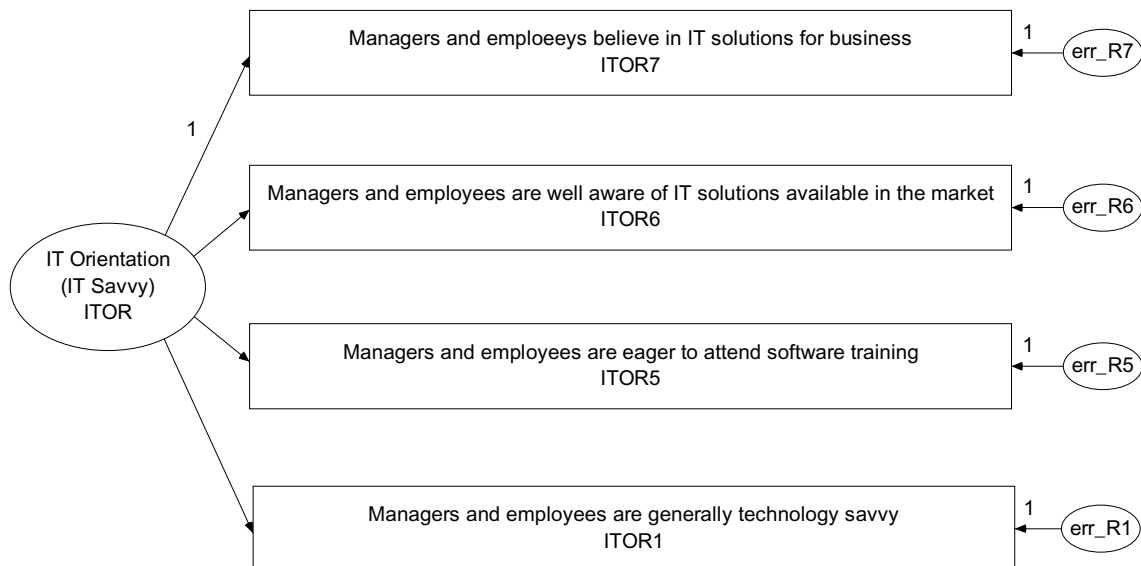 Managers and emploeeys believe in IT solutions for business
ITOR7
1
err_R7
1
Managers and employees are well aware of IT solutions available in the market
ITOR6
1
err_R6
IT Orientation
(IT Savvy)
ITOR
Managers and employees are eager to attend software training
ITOR5
1
err_R5
Managers and employees are generally technology savvy
ITOR1
1
err_R1